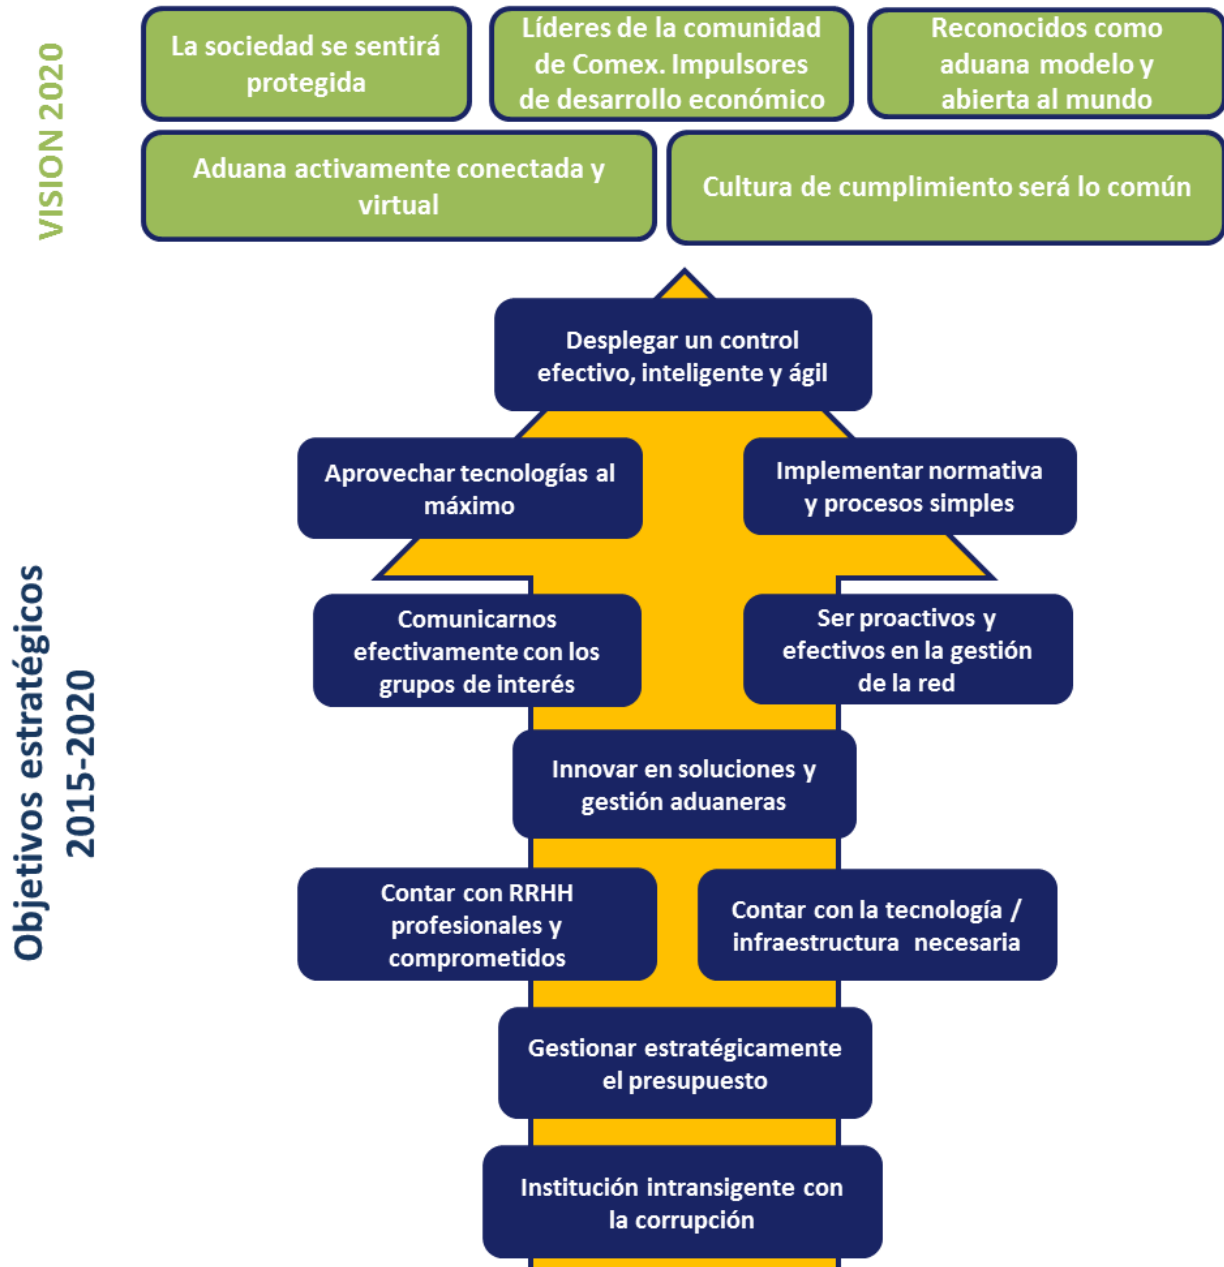 VISION 2020
La sociedad se sentirá
protegida
Líderes de la comunidad
de Comex. Impulsores
de desarrollo económico
Reconocidos como
aduana modelo y
abierta al mundo
Aduana activamente conectada y
virtual
Cultura de cumplimiento será lo común
Objetivos estratégicos
2015-2020
Desplegar un control
efectivo, inteligente y ágil
Aprovechar tecnologías al
máximo
Implementar normativa
y procesos simples
Comunicarnos
efectivamente con los
grupos de interés
Ser proactivos y
efectivos en la gestión
de la red
Innovar en soluciones y
gestión aduaneras
Contar con RRHH
profesionales y
comprometidos
Contar con la tecnología /
infraestructura necesaria
Gestionar estratégicamente
el presupuesto
Institución intransigente con
la corrupción